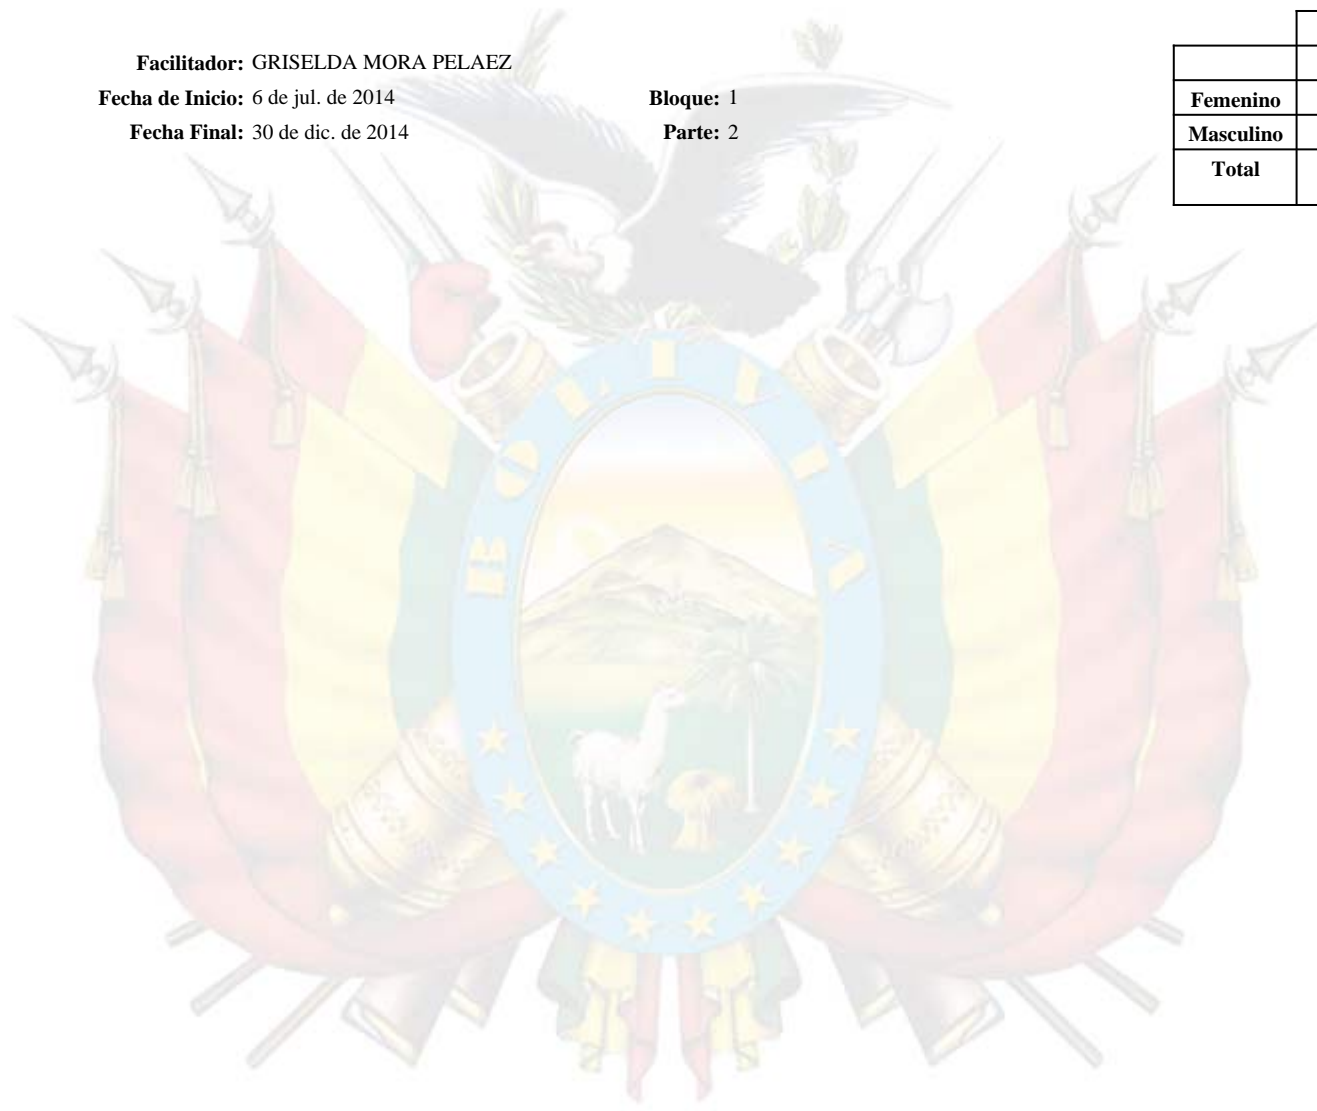 Facilitador: GRISELDA MORA PELAEZ
Fecha de Inicio: 6 de jul. de 2014 Bloque: 1
Fecha Final: 30 de dic. de 2014 Parte: 2
Femenino
Masculino
Total
BOLIVIA